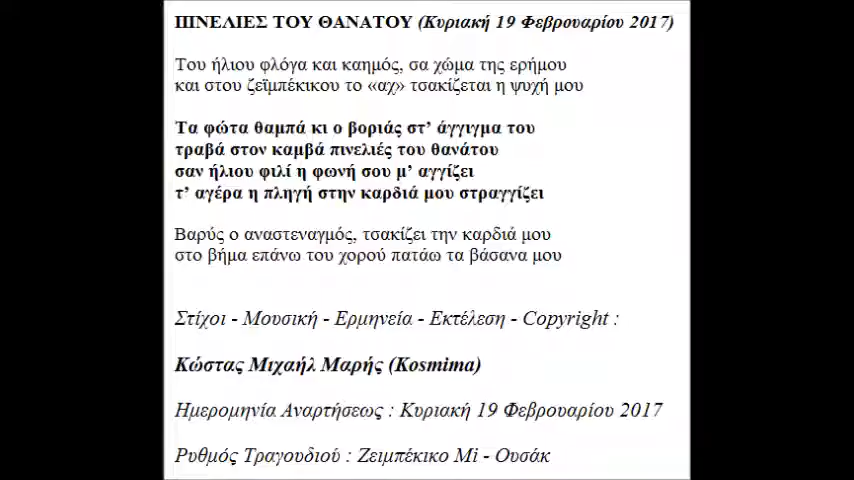 ΠΙΝΕΛΙΕΣ ΤΟΥ ΘΑΝΑΤΟΥ (Κυριακή 19 Φεβρουαρίου 2017)
Του ήλιου φλόγα και καημός, σα χώμα της ερήμου
και στου ζεϊμπέκικου το «αχ» τσακίζεται η ψυχή μου
Τα φώτα θαμπά κι ο βοριάς στ’ άγγιγμα του
τραβά στον καμβά πινελιές του θανάτου
σαν ήλιου φιλί η φωνή σου μ’ αγγίζει
τ’ αγέρα η πληγή στην καρδιά μου στραγγίζει
Βαρύς ο αναστεναγμός, τσακίζει την καρδιά μου
στο βήμα επάνω του χορού πατάω τα βάσανα μου
Στίχοι - Μουσική - Ερμηνεία - Εκτέλεση - Copyright :
Κώστας Μιχαήλ Μαρής (Kosmima)
Ημερομηνία Αναρτήσεως : Κυριακή 19 Φεβρουαρίου 2017
Ρυθμός Τραγουδιού : Ζειμπέκικο Μi - Ουσάκ